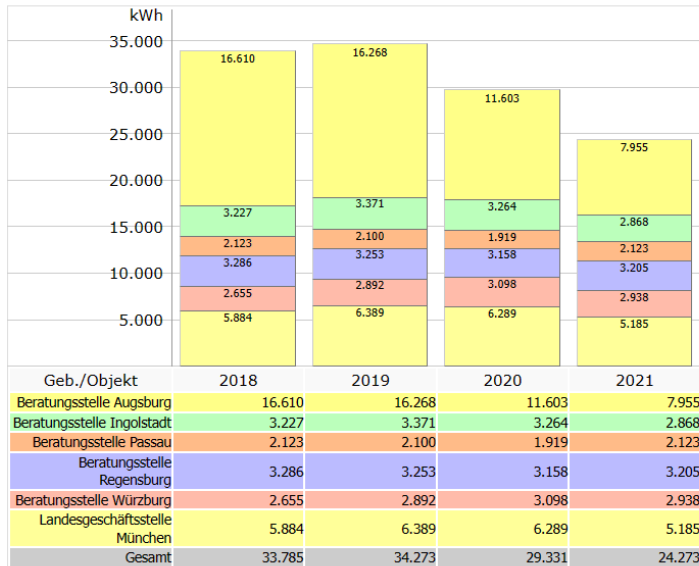 kWh
35.000
30.000
25.000
20.000
15.000
10.000
5.000
16.610
3.227
2.123
3.286
2.655
5.884
16.268
3.371
2.100
3.253
2.892
6.389
11.603
3.264
1.919
3.158
3.098
6.289
7.955
2.868
2.123
3.205
2.938
5.185
Geb./Objekt 2018 2019 2020 2021
Beratungsstelle Augsburg 16.610 16.268 11.603 7.955
Beratungsstelle Ingolstadt 3.227 3.371 3.264 2.868
Beratungsstelle Passau 2.123 2.100 1.919 2.123
Beratungsstelle
Regensburg 3.286 3.253 3.158 3.205
Beratungsstelle Würzburg 2.655 2.892 3.098 2.938
Landesgeschäftsstelle
München 5.884 6.389 6.289 5.185
Gesamt 33.785 34.273 29.331 24.273